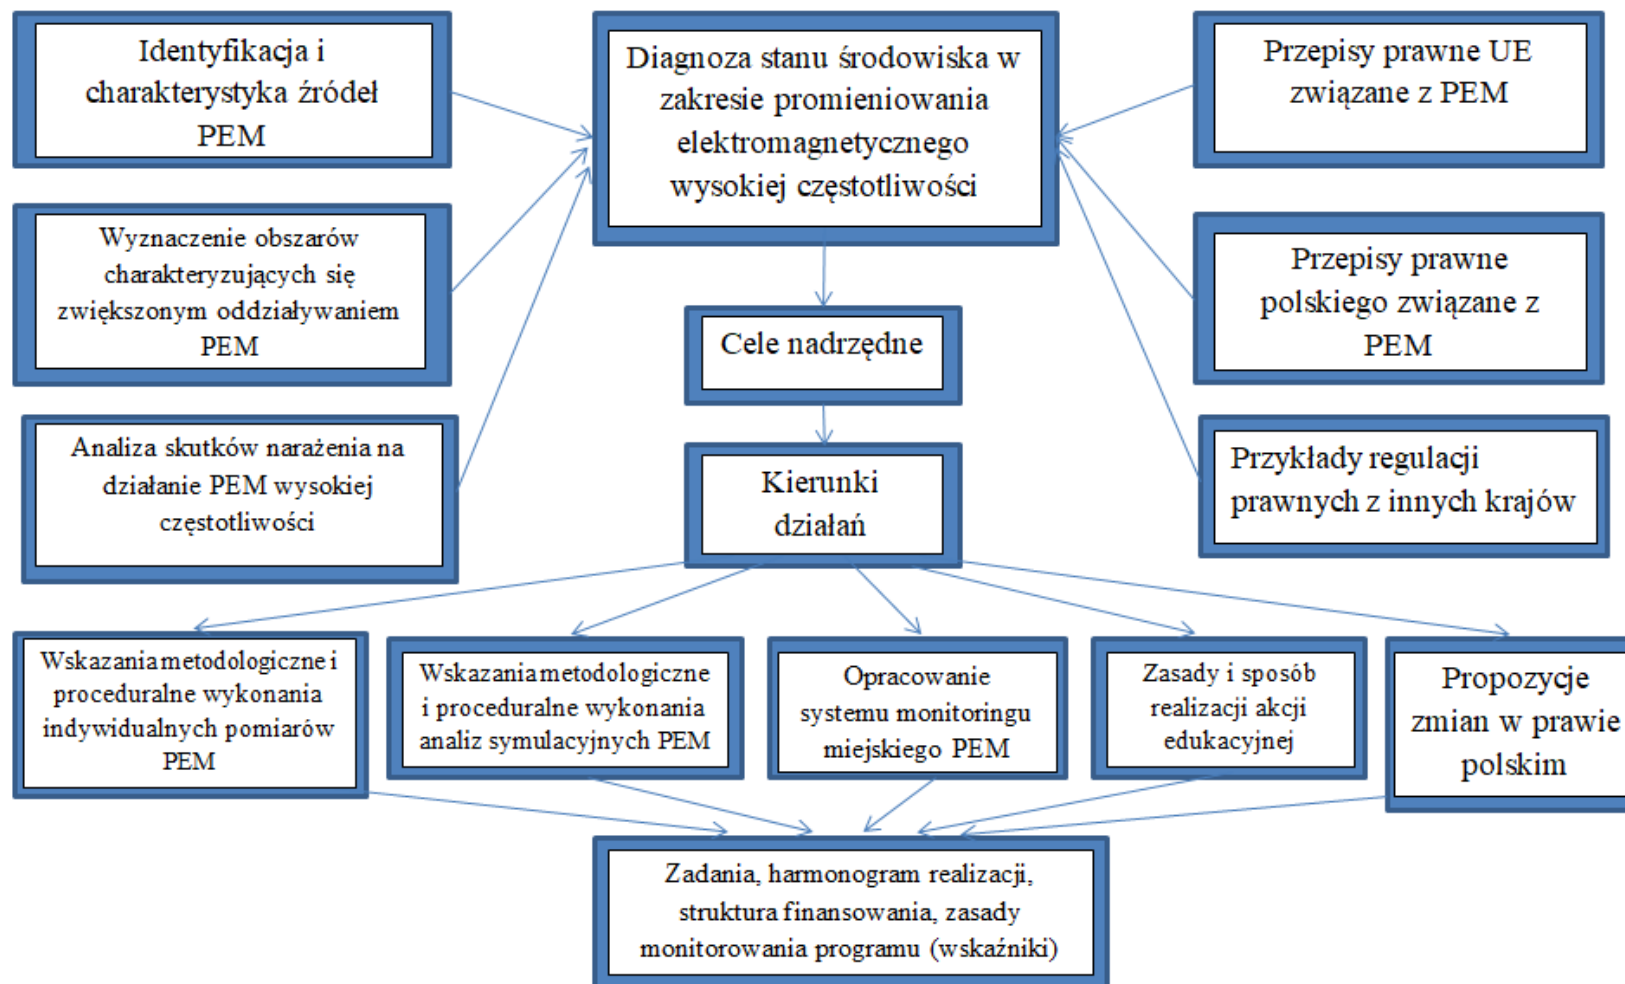 Identyfikacja i
charakterystyka źródeł
PEM
Diagnoza stanu środowiska w
zakresie promieniowania
elektromagnetycznego
wysokiej częstotliwości
Przepisy prawne UE
związane z PEM
Wyznaczenie obszarów
charakteryzujących się
zwiększonym oddziaływaniem
PEM
Cele nadrzędne
Przepisy prawne
polskiego związane z
PEM
Analiza skutków narażenia na
działanie PEM wysokiej
częstotliwości
Kierunki
działań
Przykłady regulacji
prawnych z innych krajów
Wskazania metodologiczne i
proceduralne wykonania
indywidualnych pomiarów
PEM
Wskazania metodologiczne
i proceduralne wykonania
analiz symulacyjnych PEM
Opracowanie
systemu monitoringu
miejskiego PEM
Zasady i sposób
realizacji akcji
edukacyjnej
Propozycje
zmian w prawie
polskim
Zadania, harmonogram realizacji,
struktura finansowania, zasady
monitorowania programu (wskaźniki)